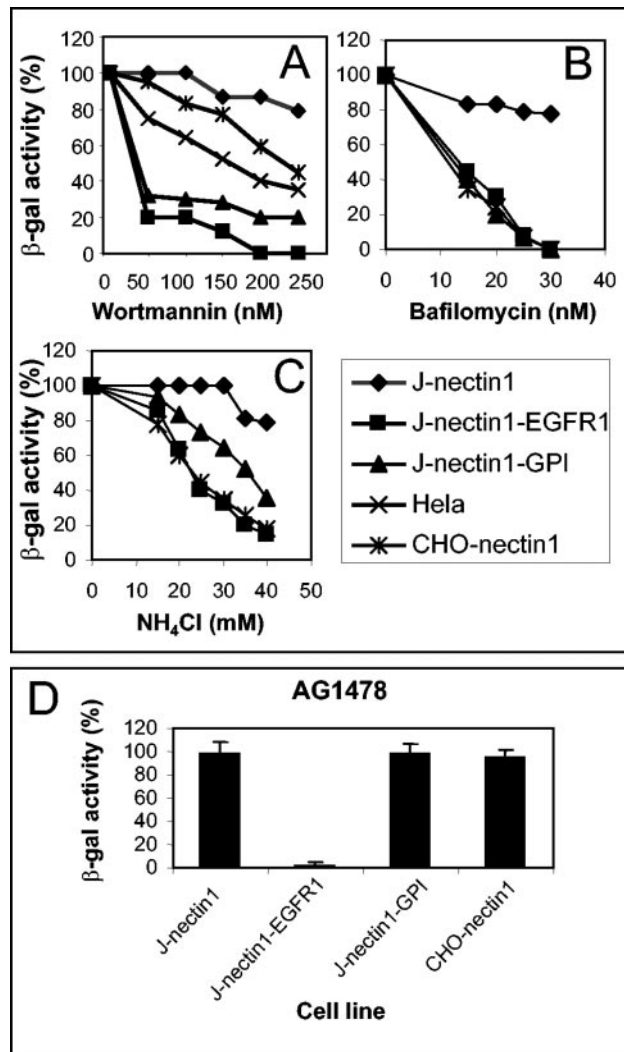 A
β-gal activity (%)
120
100
80
60
40
20
0
0 50 100 150 200 250
Wortmannin (nM)
B
120
100
80
60
40
20
0
0 10 20 30 40
Bafilomycin (nM)
C
β-gal activity (%)
120
100
80
60
40
20
0
0 10 20 30 40 50
NH₄Cl (mM)
J-nectin1
J-nectin1-EGFR1
J-nectin1-GPI
Hela
CHO-nectin1
D
AG1478
β-gal activity (%)
120
100
80
60
40
20
0
J-nectin1
J-nectin1-EGFR1
J-nectin1-GPI
CHO-nectin1
Cell line